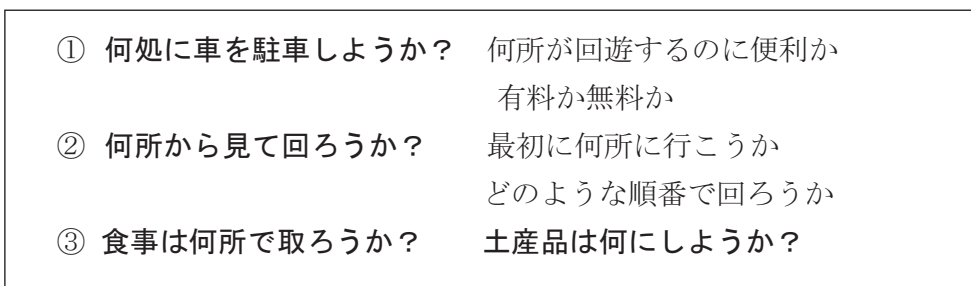 ① 何処に車を駐車しようか？ 何所が回遊するのに便利か
有料か無料か
② 何所から見て回ろうか？ 最初に何所に行こうか
どのような順番で回ろうか
③ 食事は何所で取ろうか？ 土産品は何にしようか？